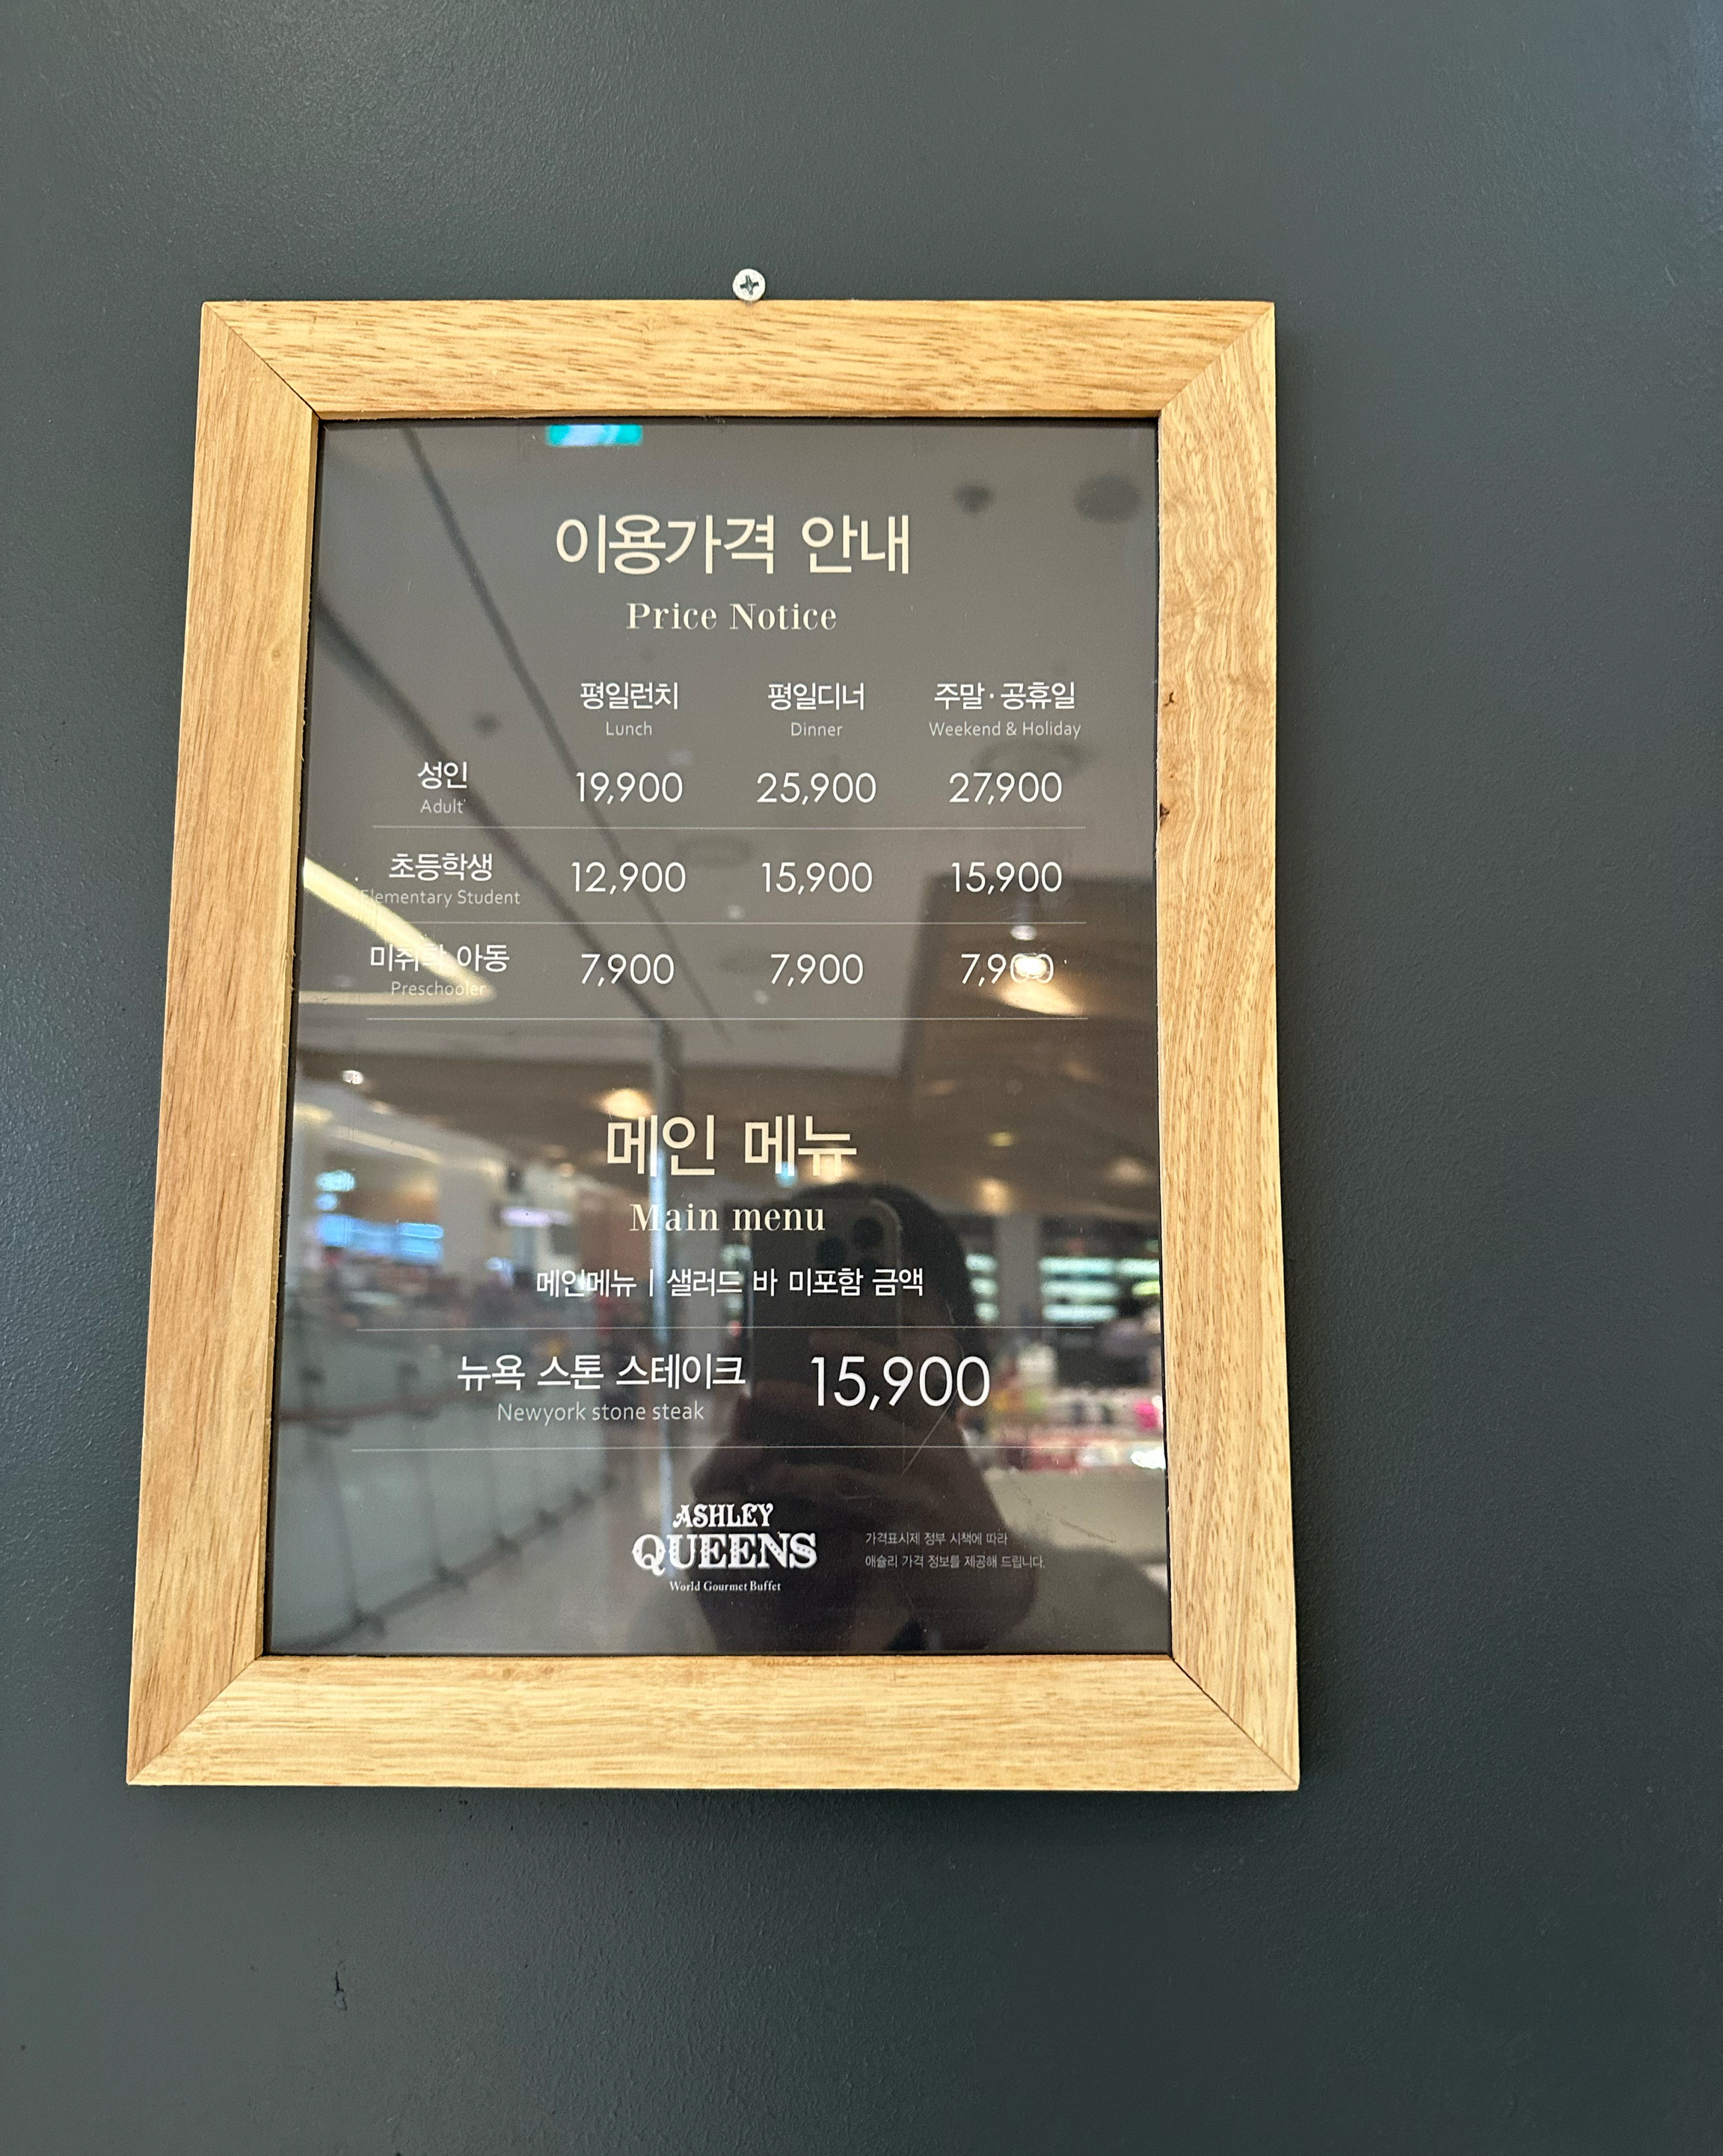 이용가격 안내
Price Notice
평일런치 평일디너 주말·공휴일
Lunch Dinner Weekend & Holiday
성인 19,900 25,900 27,900
Adult
초등학생 12,900 15,900 15,900
Elementary Student
미취학 아동 7,900 7,900 7,900
Preschooler
메인 메뉴
Main menu
메인메뉴 | 샐러드 바 미포함 금액
뉴욕 스톤 스테이크 15,900
Newyork stone steak
ASHLEY
QUEENS
World Gourmet Buffet
가격표시제 정부 시책에 따라
애슐리 가격 정보를 제공해 드립니다.